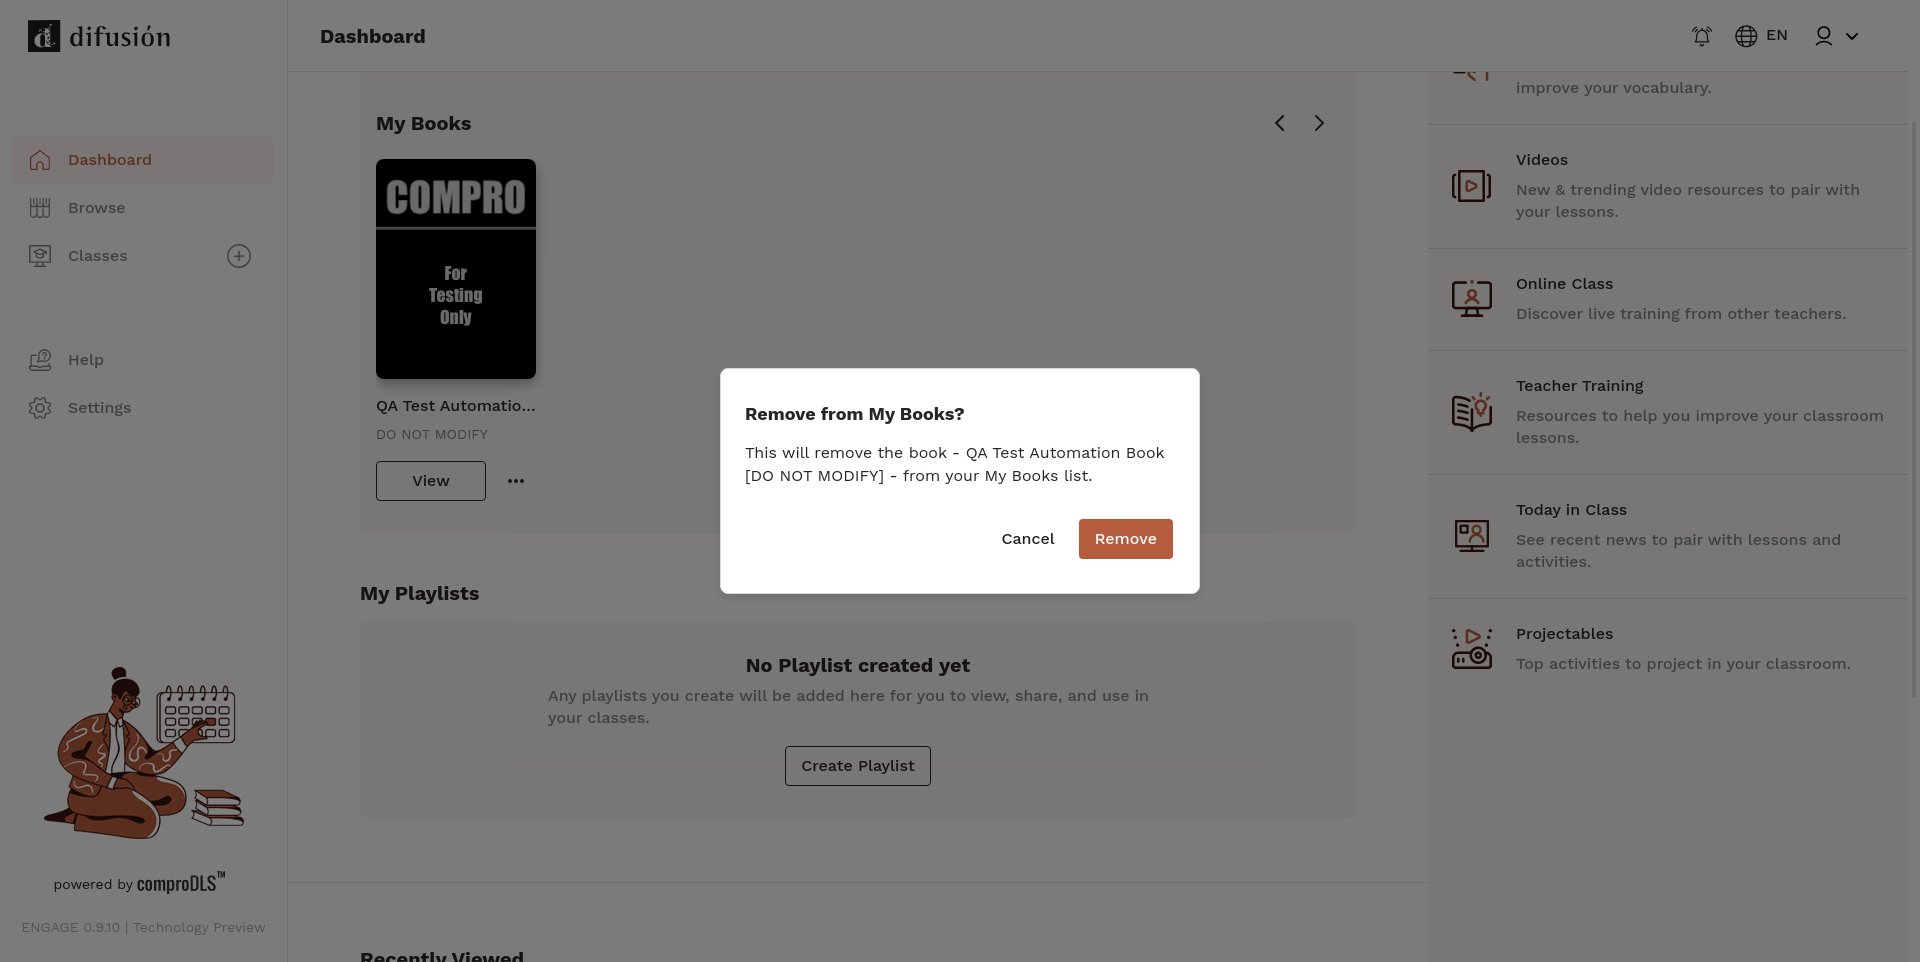 difusión
Dashboard
EN
Dashboard
Browse
Classes
Help
Settings
powered by comproDLS™
ENGAGE 0.9.10 | Technology Preview
My Books
COMPRO
For
Testing
Only
QA Test Automatio...
DO NOT MODIFY
View
Remove from My Books?
This will remove the book - QA Test Automation Book
[DO NOT MODIFY] - from your My Books list.
Cancel
Remove
My Playlists
No Playlist created yet
Any playlists you create will be added here for you to view, share, and use in
your classes.
Create Playlist
Recently Viewed
improve your vocabulary.
Videos
New & trending video resources to pair with
your lessons.
Online Class
Discover live training from other teachers.
Teacher Training
Resources to help you improve your classroom
lessons.
Today in Class
See recent news to pair with lessons and
activities.
Projectables
Top activities to project in your classroom.